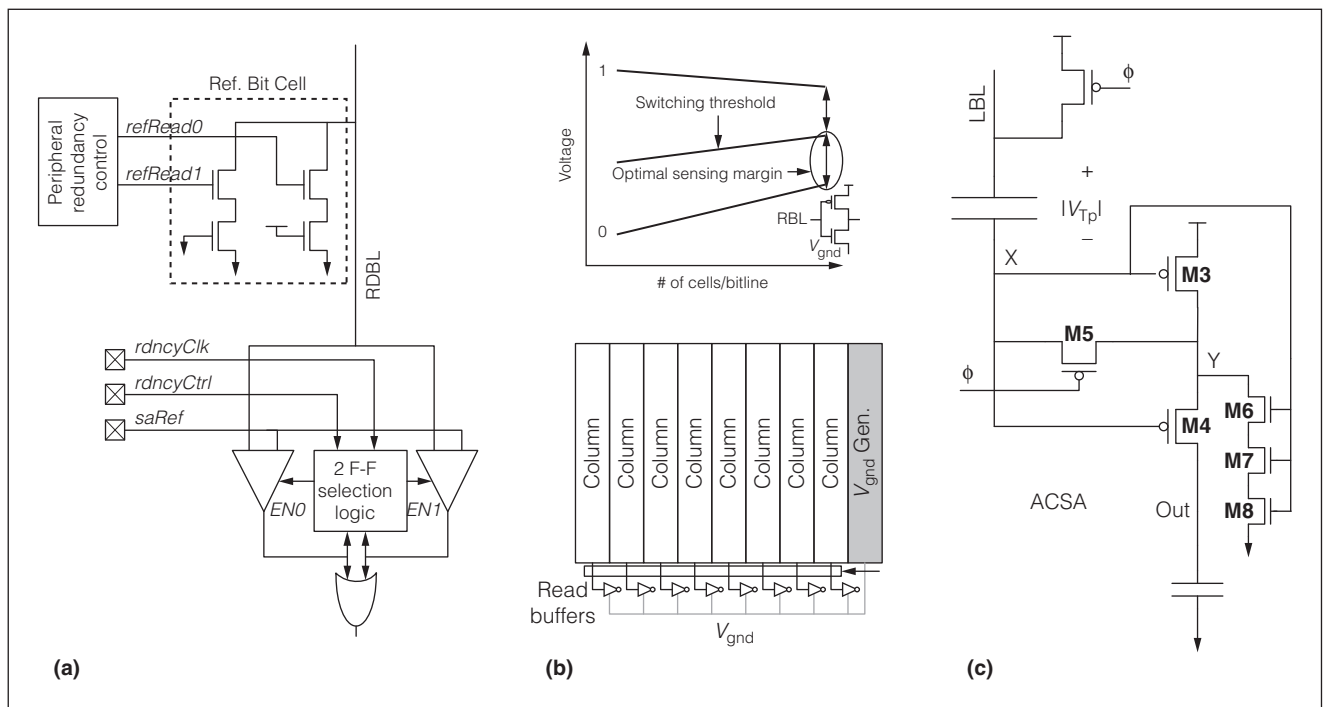 Ref. Bit Cell
Peripheral
redundancy
control
refRead0
refRead1
RDBL
rdncyClk
rdncyCtrl
saRef
2 F-F
selection
logic
EN0
EN1
(a)
Voltage
1
Switching threshold
Optimal sensing margin
0
RBL
Vgnd
# of cells/bitline
Column
Column
Column
Column
Column
Column
Column
Column
Vgnd Gen.
Read
buffers
Vgnd
(b)
LBL
ϕ
+
|VTp|
−
X
M3
M5
Y
ϕ
M6
M4
M7
ACSA
Out
M8
(c)